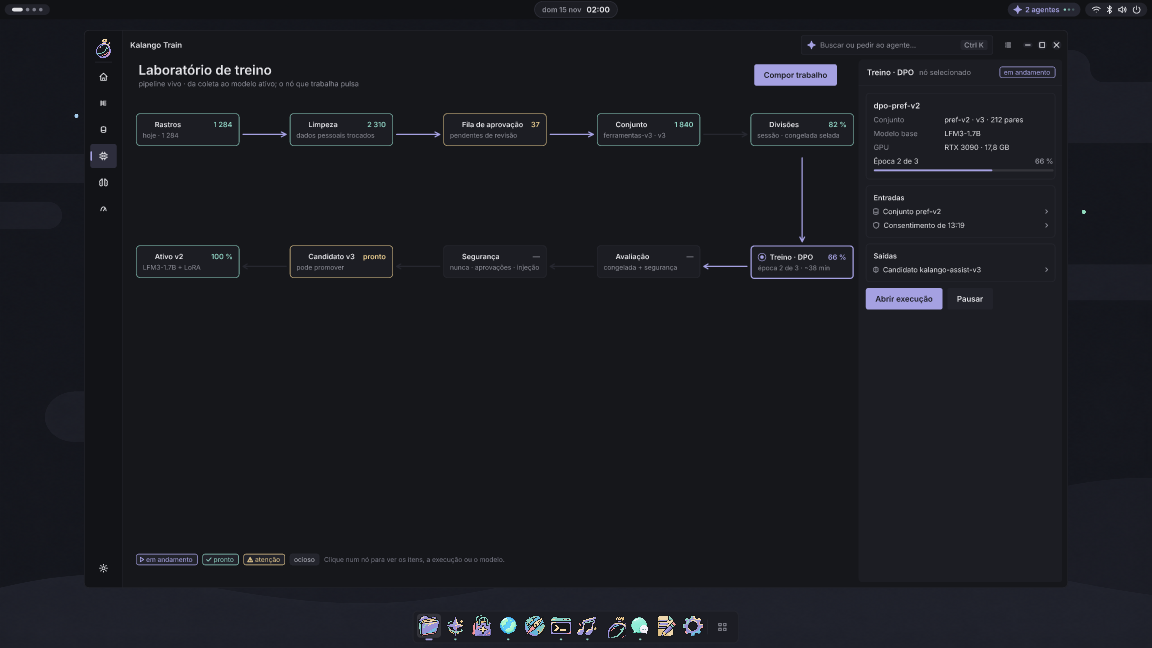 dom 15 nov 02:00
2 agentes
Kalango Train
Buscar ou pedir ao agente...
Ctrl K
Laboratório de treino
pipeline vivo · da coleta ao modelo ativo; o nó que trabalha pulsa
Compor trabalho
Rastros 1 284
hoje · 1 284
Limpeza 2 310
dados pessoais trocados
Fila de aprovação 37
pendentes de revisão
Conjunto 1 840
ferramentas-v3 · v3
Divisões 82 %
sessão · congelada selada
Ativo v2 100 %
LFM3-1.7B + LoRA
Candidato v3 pronto
pode promover
Segurança —
nunca · aprovações · injeção
Avaliação —
congelada + segurança
Treino · DPO 66 %
época 2 de 3 · ~38 min
em andamento
pronto
atenção
ocioso
Clique num nó para ver os itens, a execução ou o modelo.
Treino · DPO nó selecionado
em andamento
dpo-pref-v2
Conjunto pref-v2 · v3 · 212 pares
Modelo base LFM3-1.7B
GPU RTX 3090 · 17,8 GB
Época 2 de 3 66 %
Entradas
Conjunto pref-v2
Consentimento de 13:19
Saídas
Candidato kalango-assist-v3
Abrir execução
Pausar